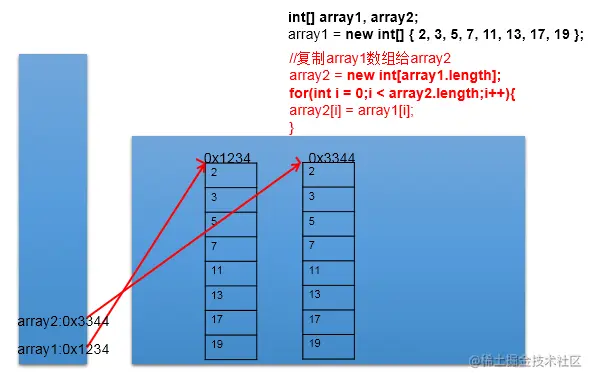 int[] array1, array2;
array1 = new int[] { 2, 3, 5, 7, 11, 13, 17, 19 };
//复制array1数组给array2
array2 = new int[array1.length];
for(int i = 0;i < array2.length;i++){
array2[i] = array1[i];
}
0x1234 0x3344
2 2
3 3
5 5
7 7
11 11
13 13
17 17
19 19
array2:0x3344
array1:0x1234
@稀土掘金技术社区